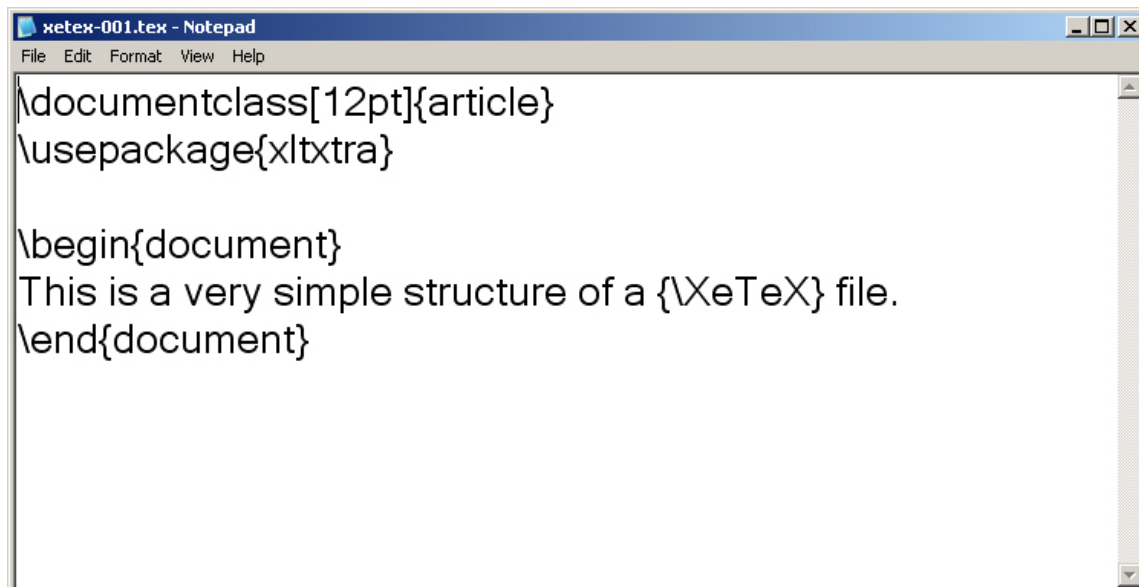 xetex-001.tex - Notepad
File Edit Format View Help
\documentclass[12pt]{article}
\usepackage{xltxtra}
\begin{document}
This is a very simple structure of a {\XeTeX} file.
\end{document}